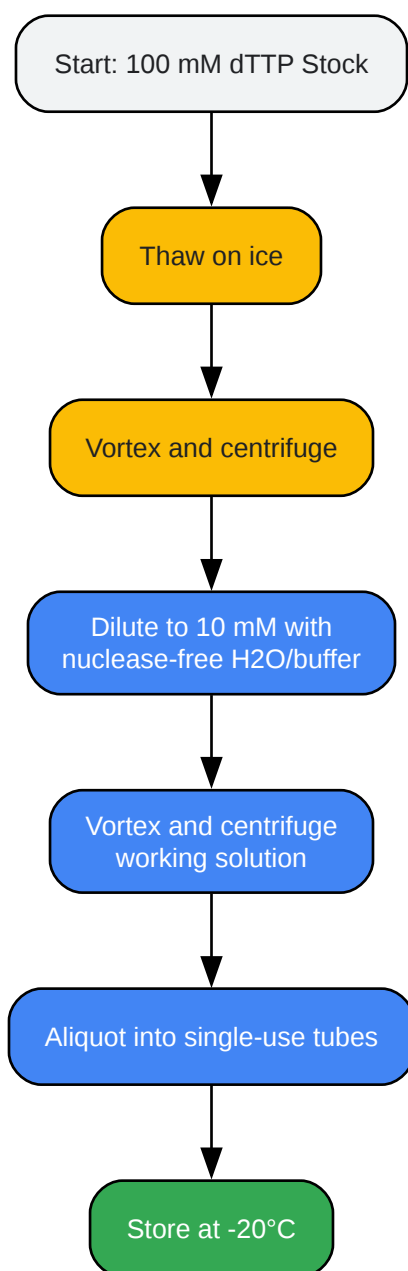 Start: 100 mM dTTP Stock
Thaw on ice
Vortex and centrifuge
Dilute to 10 mM with
nuclease-free H2O/buffer
Vortex and centrifuge
working solution
Aliquot into single-use tubes
Store at -20°C